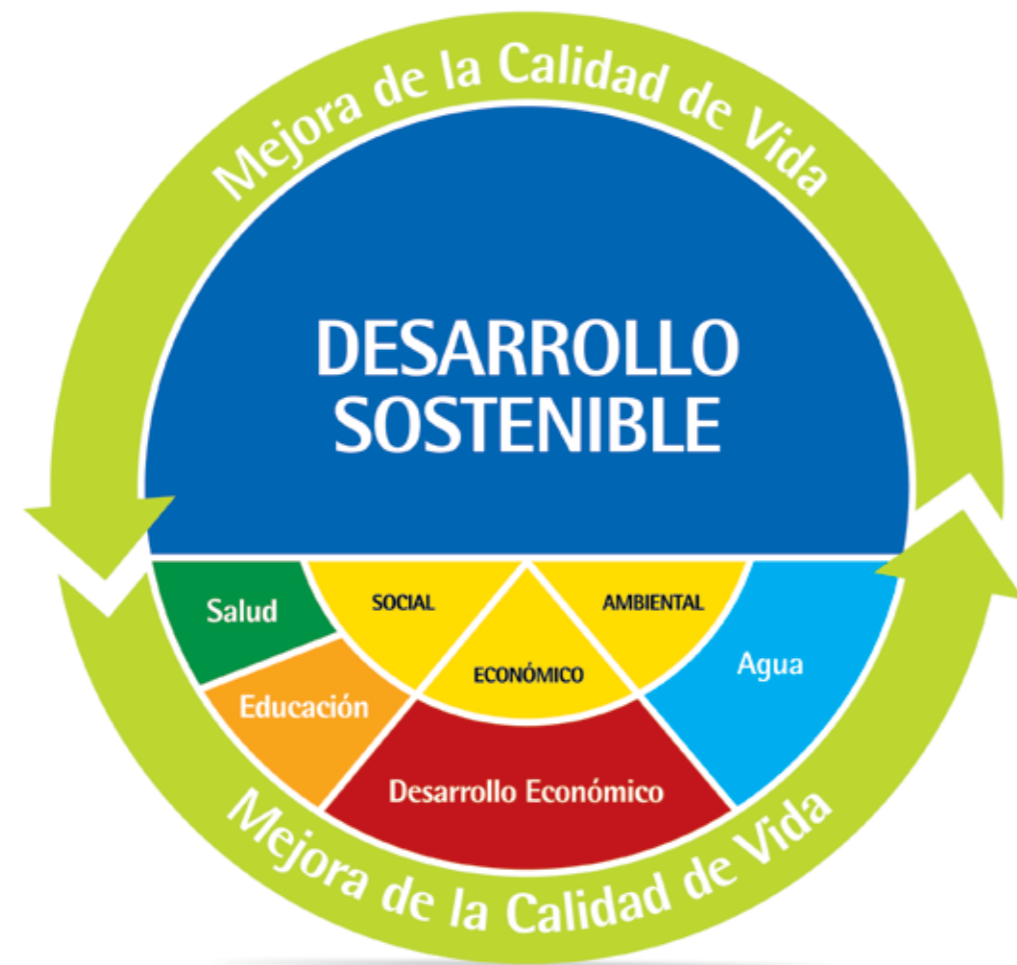 Mejora de la Calidad de Vida
DESARROLLO
SOSTENIBLE
Salud
SOCIAL
AMBIENTAL
Agua
ECONÓMICO
Educación
Desarrollo Económico
Mejora de la Calidad de Vida